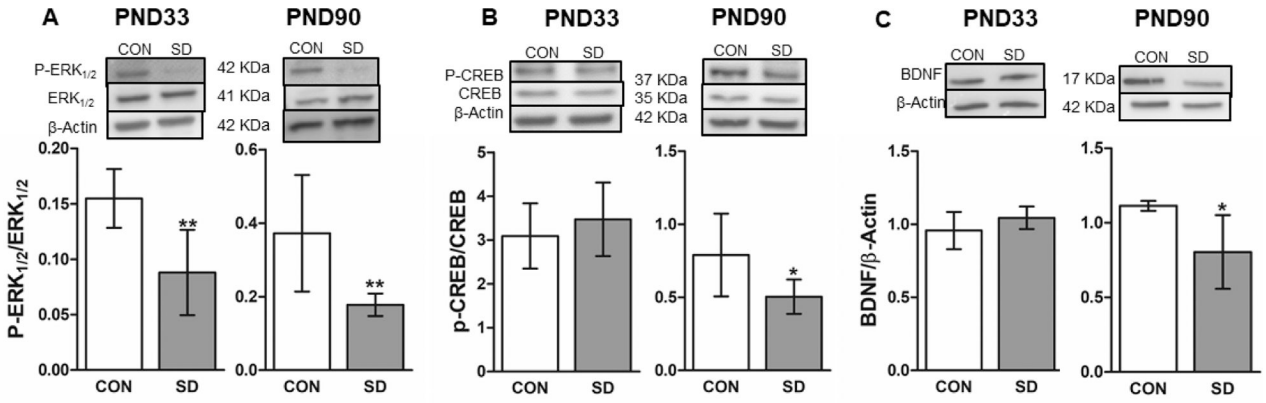 A PND33 PND90
CON SD CON SD
P-ERK1/2 42 KDa
ERK1/2 41 KDa
β-Actin 42 KDa
P-ERK1/2/ERK1/2
0.20
0.15
0.10
0.05
0.00
**
CON SD
0.6
0.4
0.2
0.0
**
CON SD
B PND33 PND90
CON SD CON SD
P-CREB 37 KDa
CREB 35 KDa
β-Actin 42 KDa
p-CREB/CREB
5
4
3
2
1
0
CON SD
1.5
1.0
0.5
0.0
*
CON SD
C PND33 PND90
CON SD CON SD
BDNF 17 KDa
β-Actin 42 KDa
BDNF/β-Actin
1.5
1.0
0.5
0.0
CON SD
1.5
1.0
0.5
0.0
*
CON SD